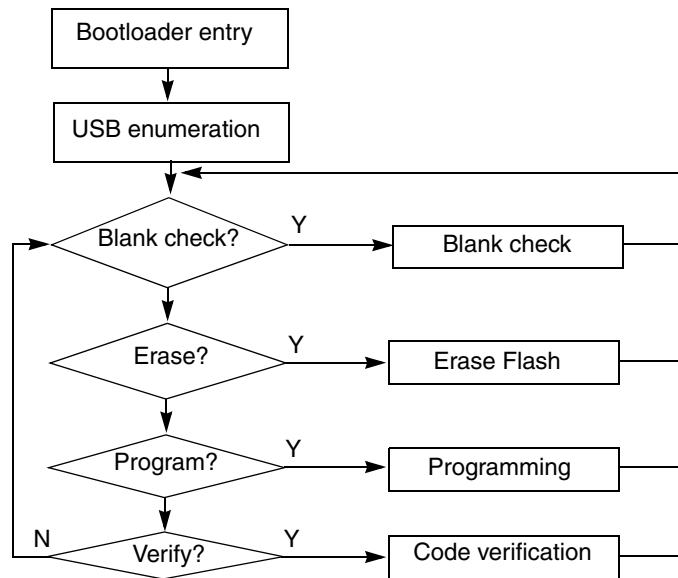 Bootloader entry
USB enumeration
Blank check?
Y
Blank check
Erase?
Y
Erase Flash
Program?
Y
Programming
N
Verify?
Y
Code verification